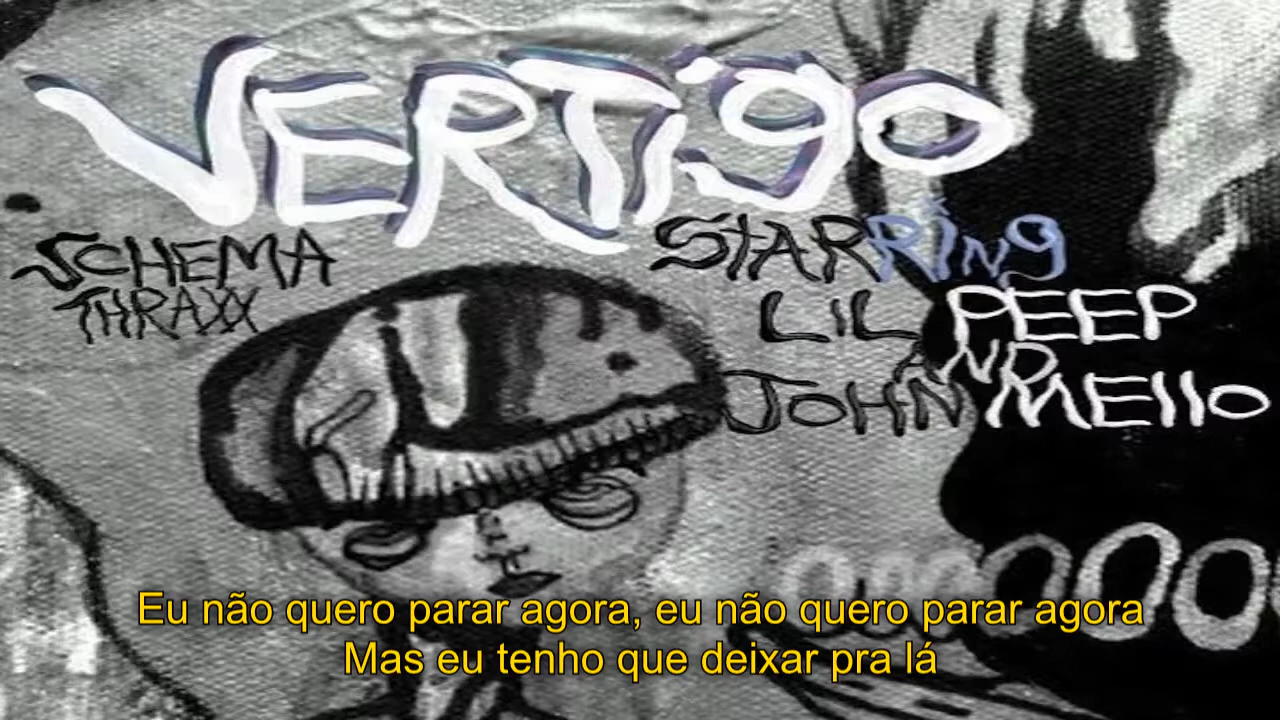 VERTigo
SCHEMA
THRAXX
STARRiNg
LiL PEEP
AND
JOHN MEllO
Eu não quero parar agora, eu não quero parar agora
Mas eu tenho que deixar pra lá